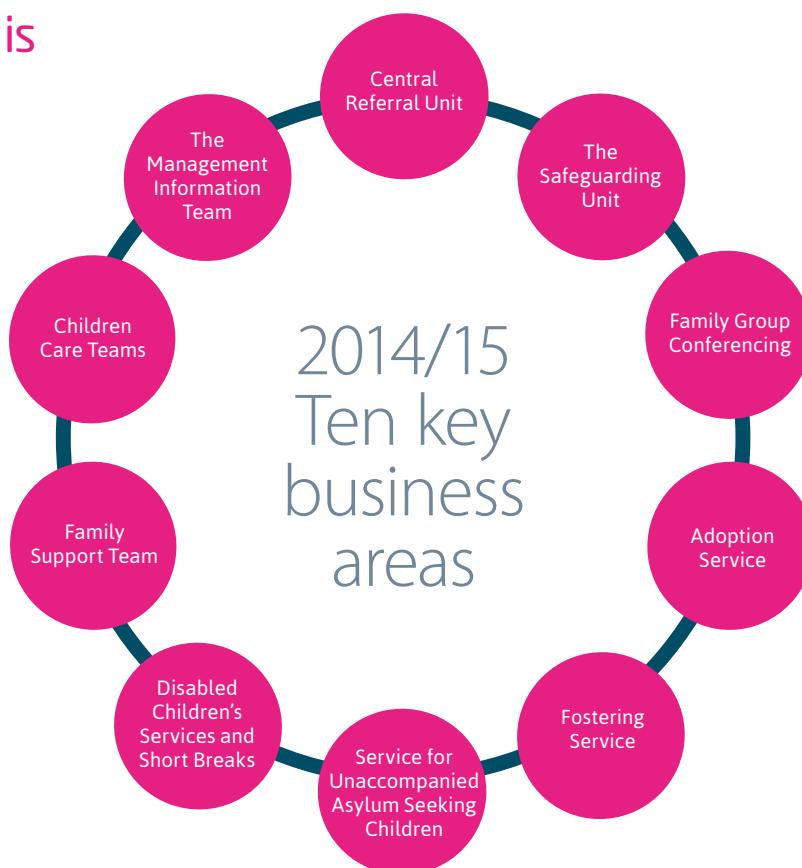 is
Central
Referral Unit
The
Safeguarding
Unit
Family Group
Conferencing
Adoption
Service
Fostering
Service
Service for
Unaccompanied
Asylum Seeking
Children
Disabled
Children’s
Services and
Short Breaks
Family
Support Team
Children
Care Teams
The
Management
Information
Team
2014/15
Ten key
business
areas